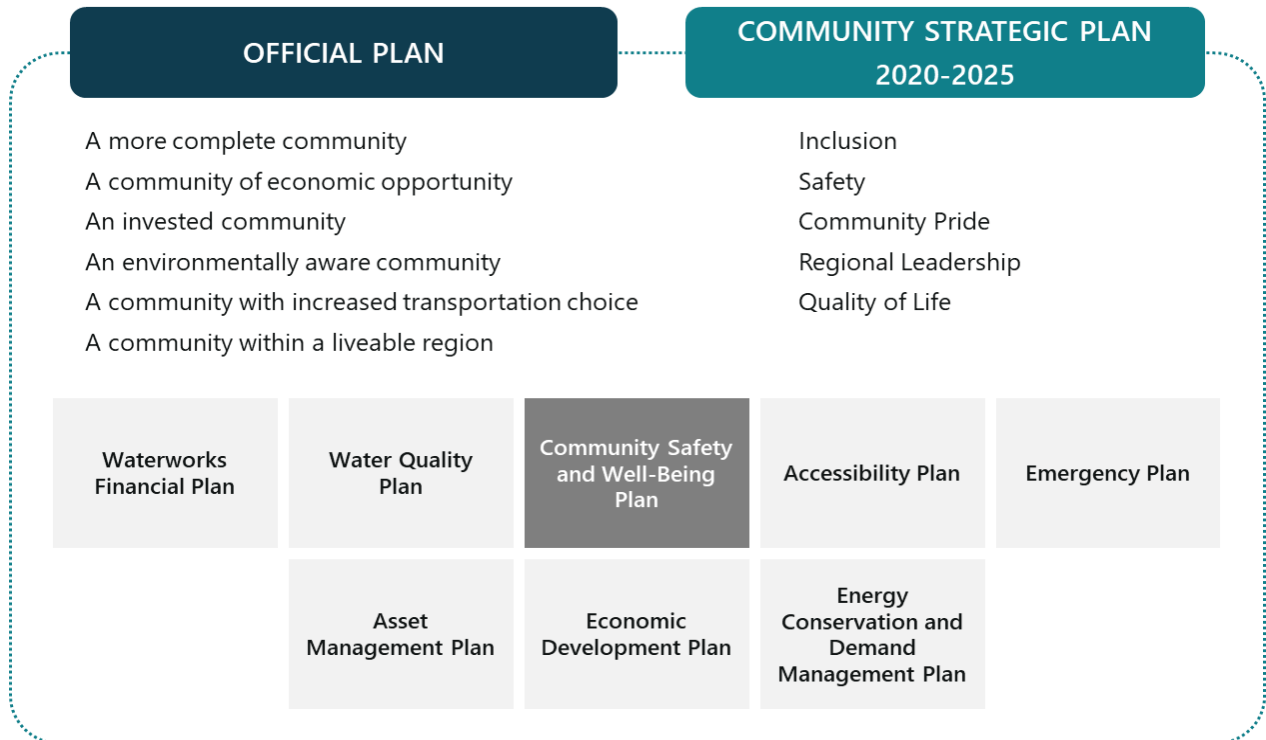 OFFICIAL PLAN
COMMUNITY STRATEGIC PLAN
2020-2025
A more complete community
A community of economic opportunity
An invested community
An environmentally aware community
A community with increased transportation choice
A community within a liveable region
Inclusion
Safety
Community Pride
Regional Leadership
Quality of Life
Waterworks
Financial Plan
Water Quality
Plan
Community Safety
and Well-Being
Plan
Accessibility Plan
Emergency Plan
Asset
Management Plan
Economic
Development Plan
Energy
Conservation and
Demand
Management Plan